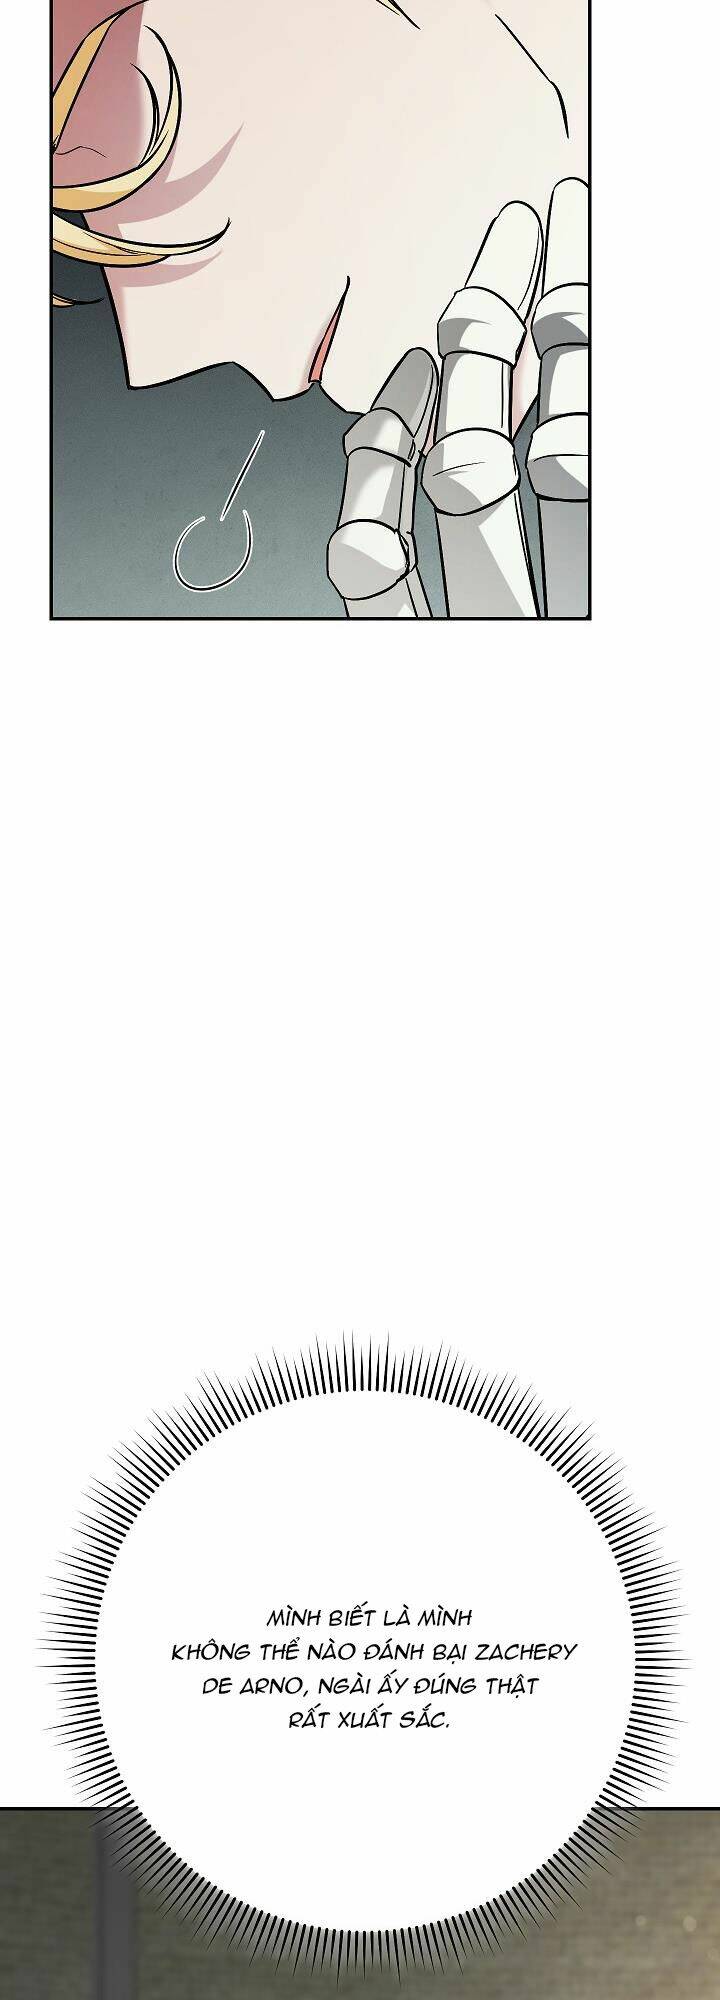 MÌNH BIẾT LÀ MÌNH
KHÔNG THỂ NÀO ĐÁNH BẠI ZACHERY
DE ARNO, NGÀI ẤY ĐÚNG THẬT
RẤT XUẤT SẮC.